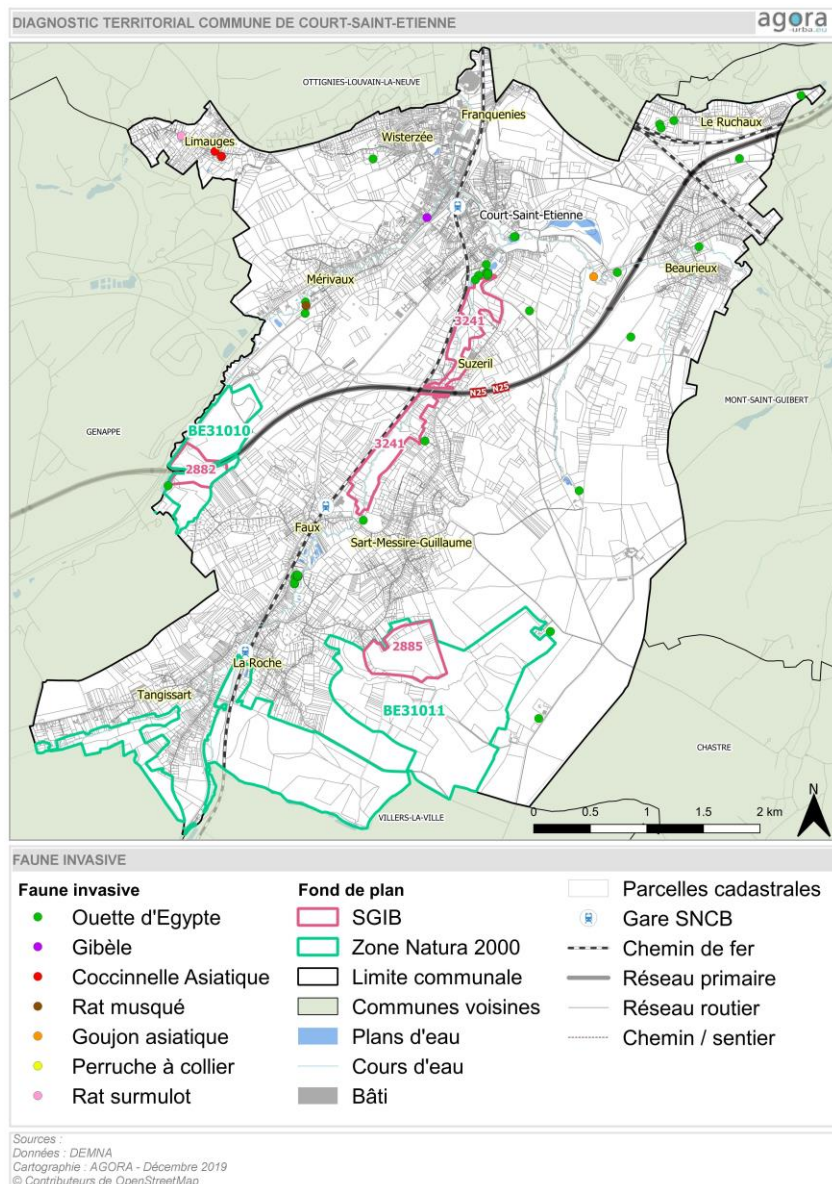 DIAGNOSTIC TERRITORIAL COMMUNE DE COURT-SAINT-ETIENNE
agora
-urba.eu
OTTIGNIES-LOUVAIN-LA-NEUVE
Franquenies
Le Ruchaux
Wisterzée
Limauges
Court-Saint-Etienne
Beaurieux
Mérivaux
3241
Suzeril
N25 N25
MONT-SAINT-GUIBERT
GENAPPE
BE31010
3241
2882
Faux
Sart-Messire-Guillaume
2885
La Roche
Tangissart
BE31011
CHASTRE
N
VILLERS-LA-VILLE
0 0.5 1 1.5 2 km
FAUNE INVASIVE
Faune invasive
Ouette d'Egypte
Gibèle
Coccinnelle Asiatique
Rat musqué
Goujon asiatique
Perruche à collier
Rat surmulot
Fond de plan
SGIB
Zone Natura 2000
Limite communale
Communes voisines
Plans d'eau
Cours d'eau
Bâti
Parcelles cadastrales
Gare SNCB
Chemin de fer
Réseau primaire
Réseau routier
Chemin / sentier
Sources :
Données : DEMNA
Cartographie : AGORA - Décembre 2019
© Contributeurs de OpenStreetMap